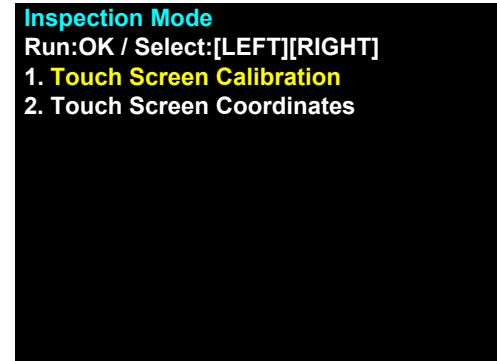 Inspection Mode
Run:OK / Select:[LEFT][RIGHT]
1. Touch Screen Calibration
2. Touch Screen Coordinates